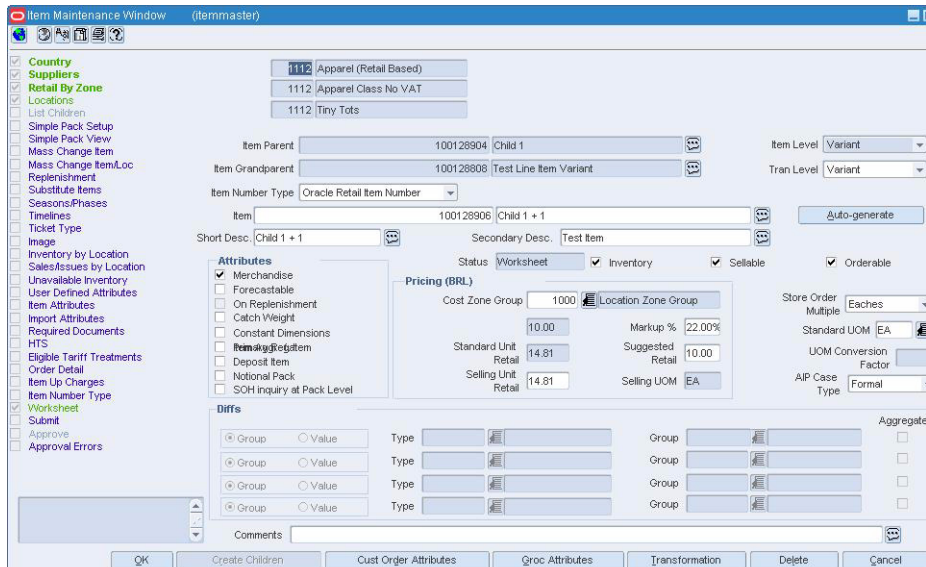 Item Maintenance Window (itemmaster)
Country
Suppliers
Retail By Zone
Locations
List Children
Simple Pack Setup
Simple Pack View
Mass Change Item
Mass Change Item/Loc
Replenishment
Substitute Items
Seasons/Phases
Timelines
Ticket Type
Image
Inventory by Location
Sales/Issues by Location
Unavailable Inventory
User Defined Attributes
Item Attributes
Import Attributes
Required Documents
HTS
Eligible Tariff Treatments
Order Detail
Item Up Charges
Item Number Type
Worksheet
Submit
Approve
Approval Errors
1112 Apparel (Retail Based)
1112 Apparel Class No VAT
1112 Tiny Tots
Item Parent 100128904 Child 1 Item Level Variant
Item Grandparent 100128808 Test Line Item Variant Tran Level Variant
Item Number Type Oracle Retail Item Number
Item 100128906 Child 1 + 1 Auto-generate
Short Desc. Child 1 + 1 Secondary Desc. Test Item
Status Worksheet Inventory Sellable Orderable
Attributes
Merchandise
Forecastable
On Replenishment
Catch Weight
Constant Dimensions
Deposit Item
Notional Pack
SOH inquiry at Pack Level
Pricing (BRL)
Cost Zone Group 1000 Location Zone Group
10.00 Markup % 22.00%
Standard Unit Retail 14.81 Suggested Retail 10.00
Selling Unit Retail 14.81 Selling UOM EA
Store Order Multiple Eaches
Standard UOM EA
UOM Conversion Factor
AIP Case Type Formal
Diffs
Aggregate
Group Value Type Group
Group Value Type Group
Group Value Type Group
Group Value Type Group
Comments
OK Create Children Cust Order Attributes Groc Attributes Transformation Delete Cancel